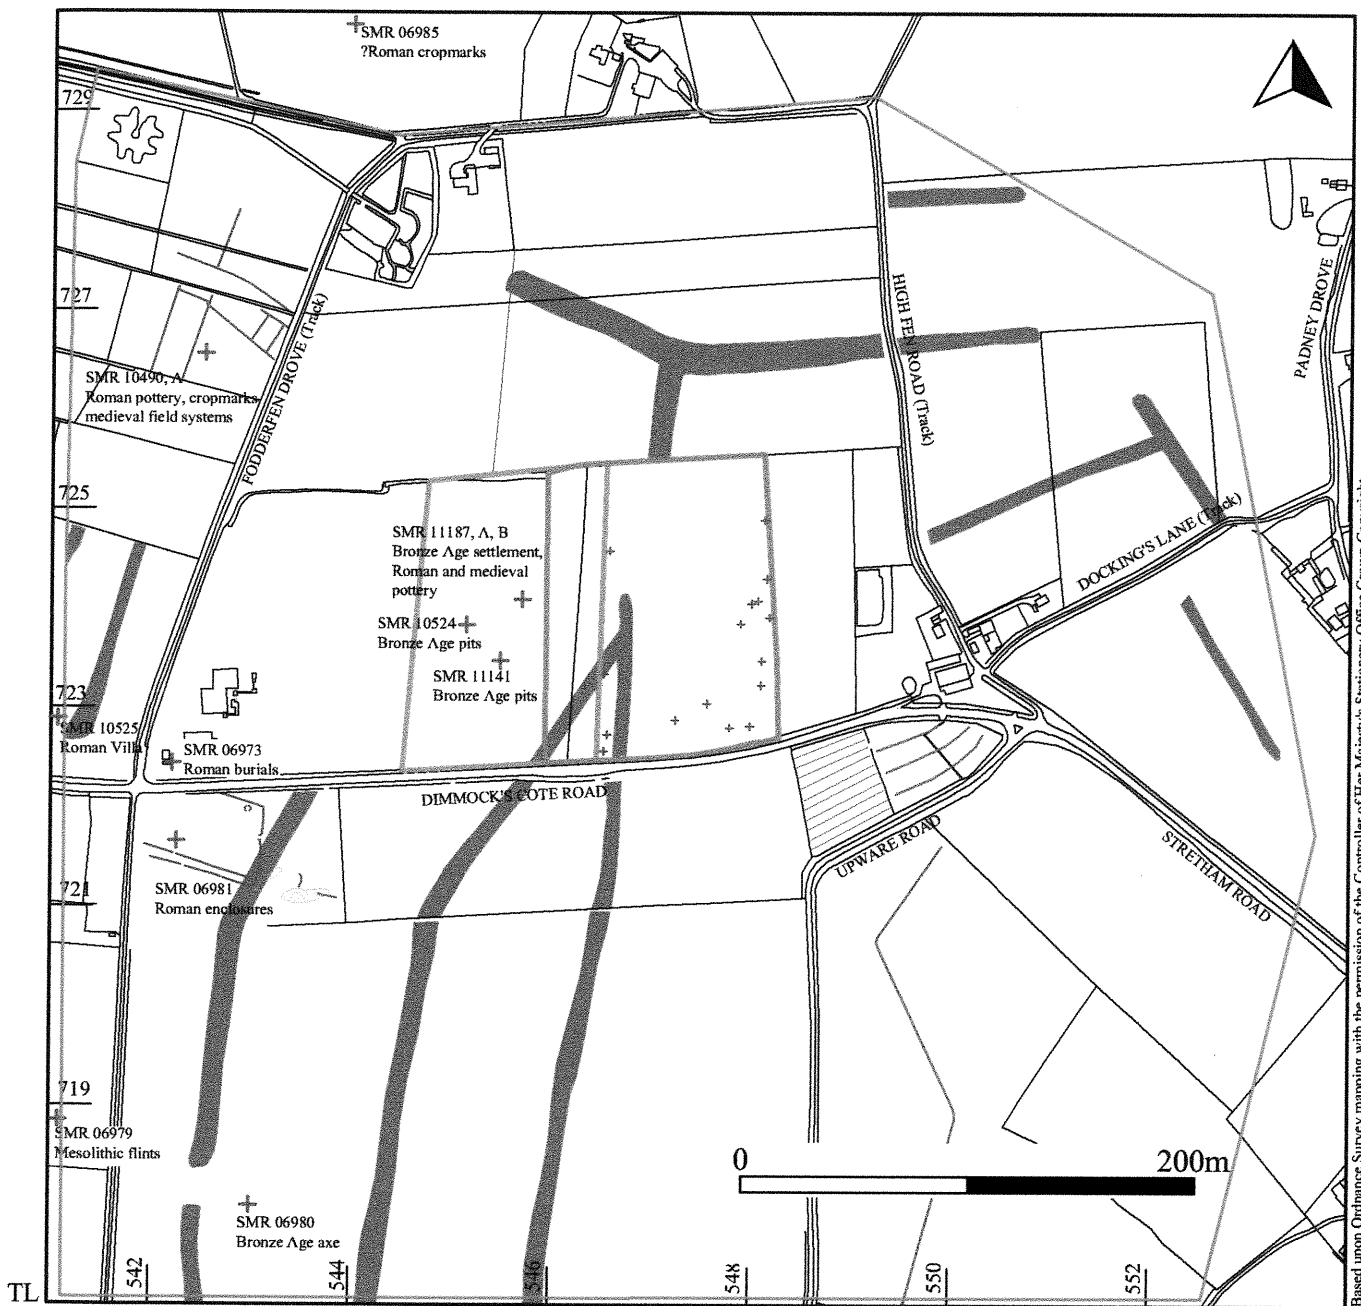 SMR 06985
?Roman cropmarks
729
727
SMR 10490, A
Roman pottery, cropmarks
medieval field systems
FODDERFEN DROVE (Track)
HIGH FEN ROAD (Track)
PADNEY DROVE
725
SMR 11187, A, B
Bronze Age settlement,
Roman and medieval
pottery
SMR 10524
Bronze Age pits
SMR 11141
Bronze Age pits
DOCKING'S LANE (Track)
723
SMR 10525
Roman Villa
SMR 06973
Roman burials
DIMMOCK'S COTE ROAD
UPWARE ROAD
STRETHAM ROAD
721
SMR 06981
Roman enclosures
719
SMR 06979
Mesolithic flints
SMR 06980
Bronze Age axe
0 200m
TL
542
544
546
548
550
552
Based upon Ordnance Survey mapping with the permission of the Controller of Her Majesty's Stationery Office Crown Copyright